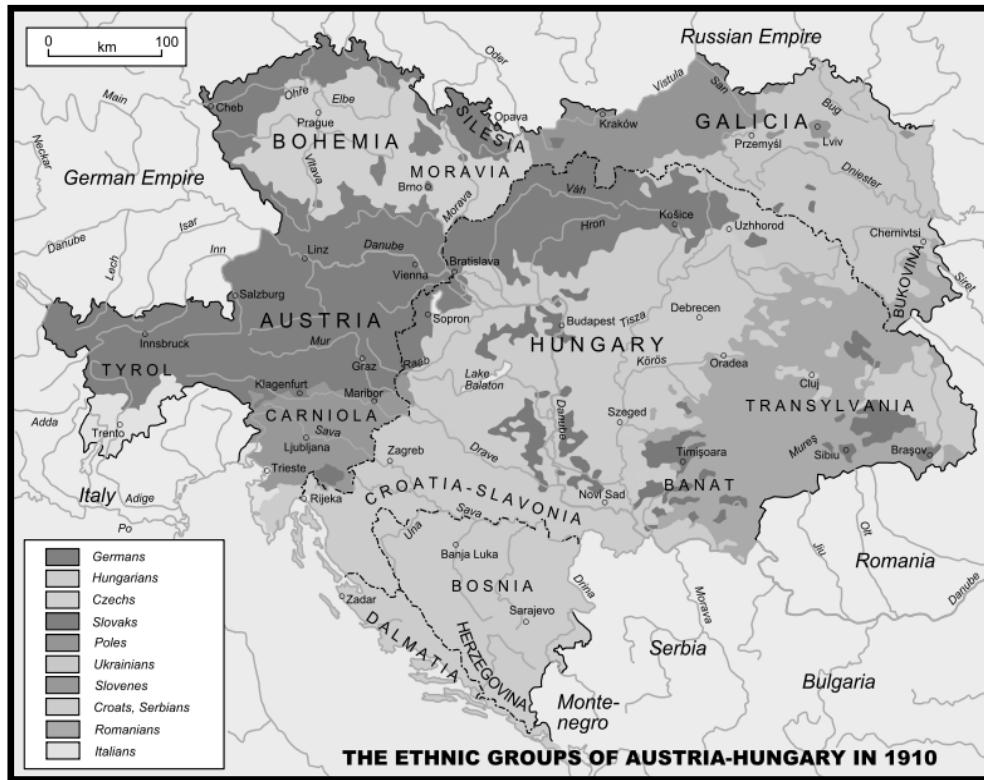 0 100
km
Russian Empire
Oder
Vistula
San
Bug
Main
Cheb
Ohře
Elbe
Prague
Opava
SILESIA
Kraków
GALICIA
Przemyśl
Lviv
Neckar
BOHEMIA
Vltava
MORAVIA
Brno
Dniester
German Empire
Morava
Váh
Hron
Košice
Uzhhorod
Chernivtsi
Danube
Isar
Inn
Lech
Linz
Danube
Vienna
Bratislava
BUKOVINA
Siret
Salzburg
AUSTRIA
Sopron
Budapest
Tisza
Debrecen
Innsbruck
Mur
HUNGARY
TYROL
Graz
Raab
Körös
Oradea
Klagenfurt
Maribor
Lake
Balaton
Cluj
CARNIOLA
Danube
Szeged
TRANSYLVANIA
Adda
Trento
Sava
Ljubljana
Drave
Mureş
Zagreb
Timişoara
Sibiu
Braşov
Trieste
BANAT
Italy
Adige
Rijeka
CROATIA-SLAVONIA
Novi Sad
Po
Sava
Una
Banja Luka
Jiu
Olt
Romania
BOSNIA
Drina
Morava
Danube
Zadar
Sarajevo
DALMATIA
HERZEGOVINA
Serbia
Bulgaria
Monte-
negro
Germans
Hungarians
Czechs
Slovaks
Poles
Ukrainians
Slovenes
Croats, Serbians
Romanians
Italians
THE ETHNIC GROUPS OF AUSTRIA-HUNGARY IN 1910